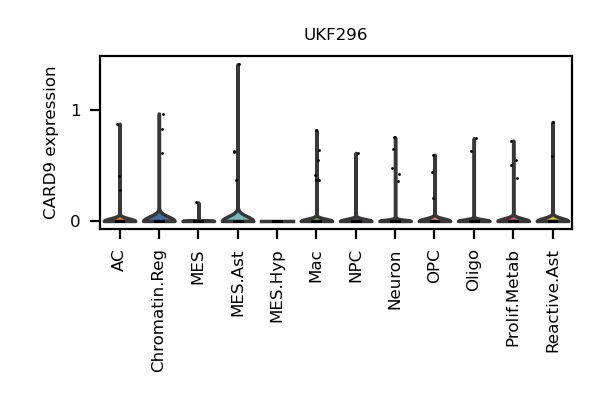 UKF296
CARD9 expression
1
0
AC
Chromatin.Reg
MES
MES.Ast
MES.Hyp
Mac
NPC
Neuron
OPC
Oligo
Prolif.Metab
Reactive.Ast